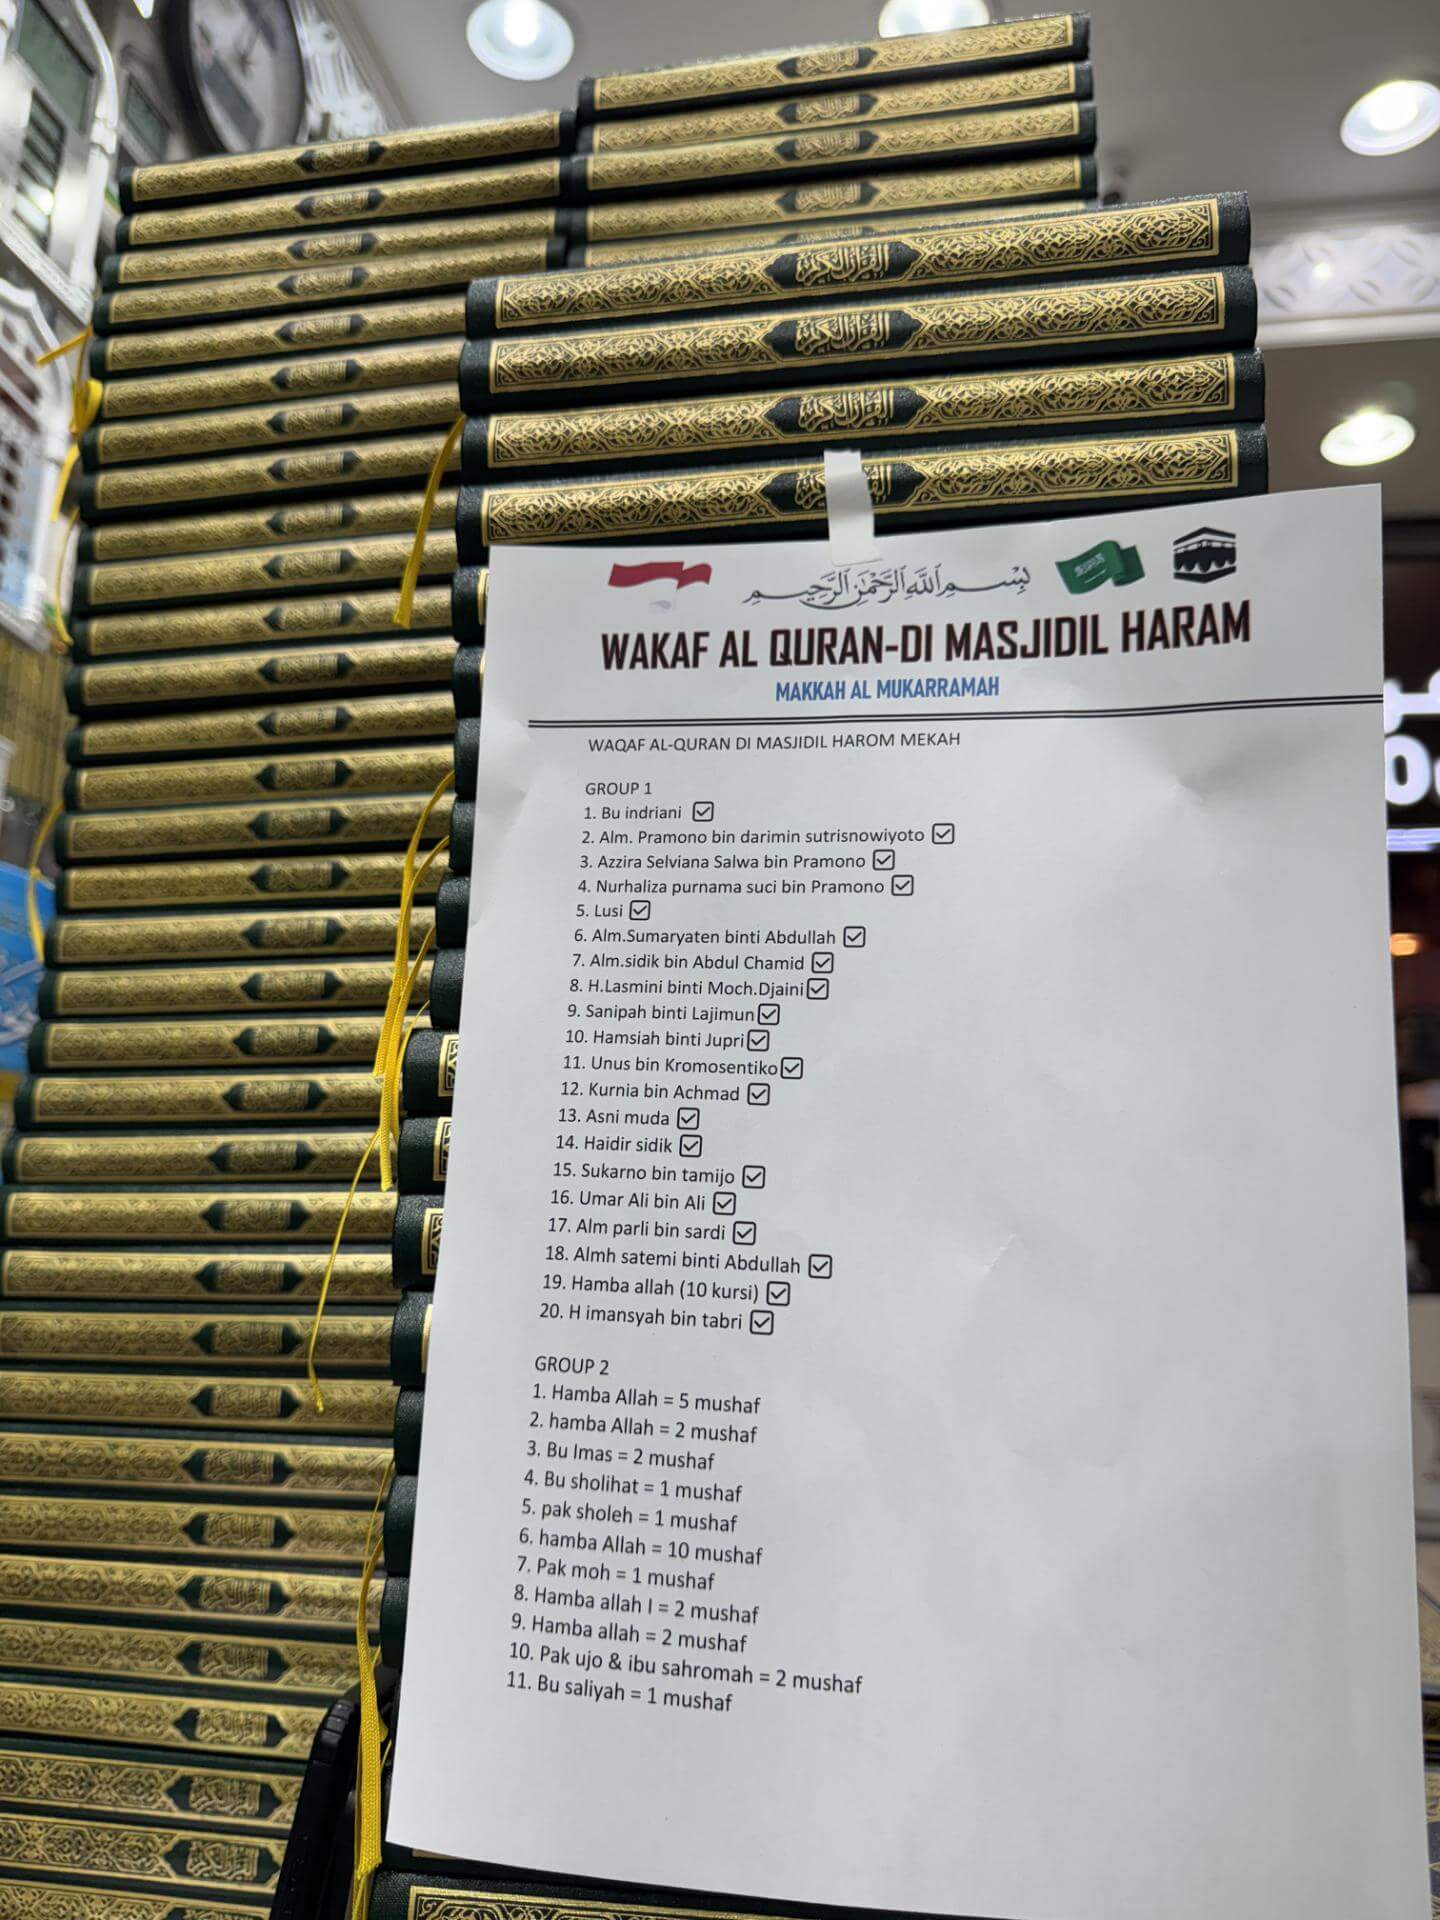 بسم الله الرحمن الرحيم
WAKAF AL QURAN-DI MASJIDIL HARAM
MAKKAH AL MUKARRAMAH
WAQAF AL-QURAN DI MASJIDIL HAROM MEKAH
GROUP 1
1. Bu indriani ☑
2. Alm. Pramono bin darimin sutrisnowiyoto ☑
3. Azzira Selviana Salwa bin Pramono ☑
4. Nurhaliza purnama suci bin Pramono ☑
5. Lusi ☑
6. Alm.Sumaryaten binti Abdullah ☑
7. Alm.sidik bin Abdul Chamid ☑
8. H.Lasmini binti Moch.Djaini☑
9. Sanipah binti Lajimun☑
10. Hamsiah binti Jupri☑
11. Unus bin Kromosentiko☑
12. Kurnia bin Achmad ☑
13. Asni muda ☑
14. Haidir sidik ☑
15. Sukarno bin tamijo ☑
16. Umar Ali bin Ali ☑
17. Alm parli bin sardi ☑
18. Almh satemi binti Abdullah ☑
19. Hamba allah (10 kursi) ☑
20. H imansyah bin tabri ☑
GROUP 2
1. Hamba Allah = 5 mushaf
2. hamba Allah = 2 mushaf
3. Bu Imas = 2 mushaf
4. Bu sholihat = 1 mushaf
5. pak sholeh = 1 mushaf
6. hamba Allah = 10 mushaf
7. Pak moh = 1 mushaf
8. Hamba allah I = 2 mushaf
9. Hamba allah = 2 mushaf
10. Pak ujo & ibu sahromah = 2 mushaf
11. Bu saliyah = 1 mushaf